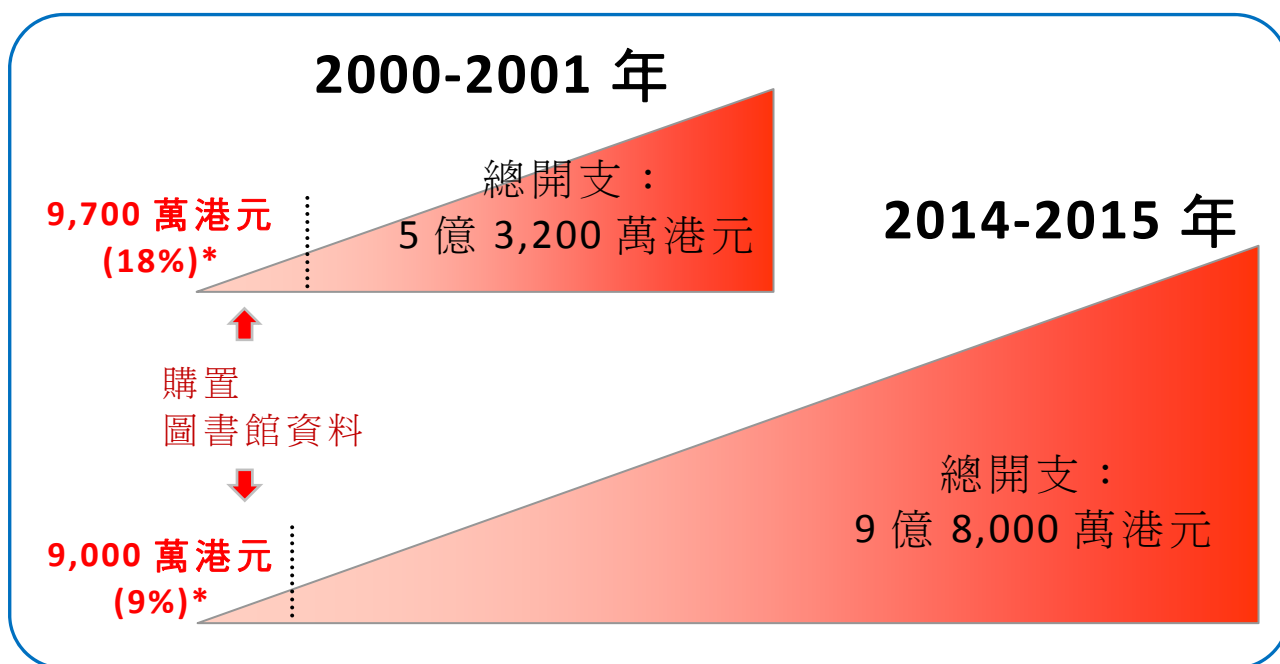 2000-2001 年
總開支：
5 億 3,200 萬港元
9,700 萬港元
(18%)*
購置
圖書館資料
2014-2015 年
總開支：
9 億 8,000 萬港元
9,000 萬港元
(9%)*